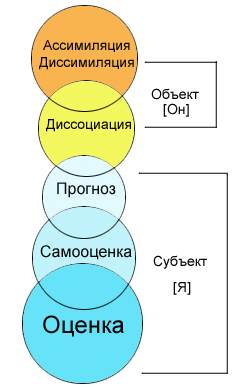 Ассимиляция
Диссимиляция
Объект
[Он]
Диссоциация
Прогноз
Самооценка
Субъект
[Я]
Оценка